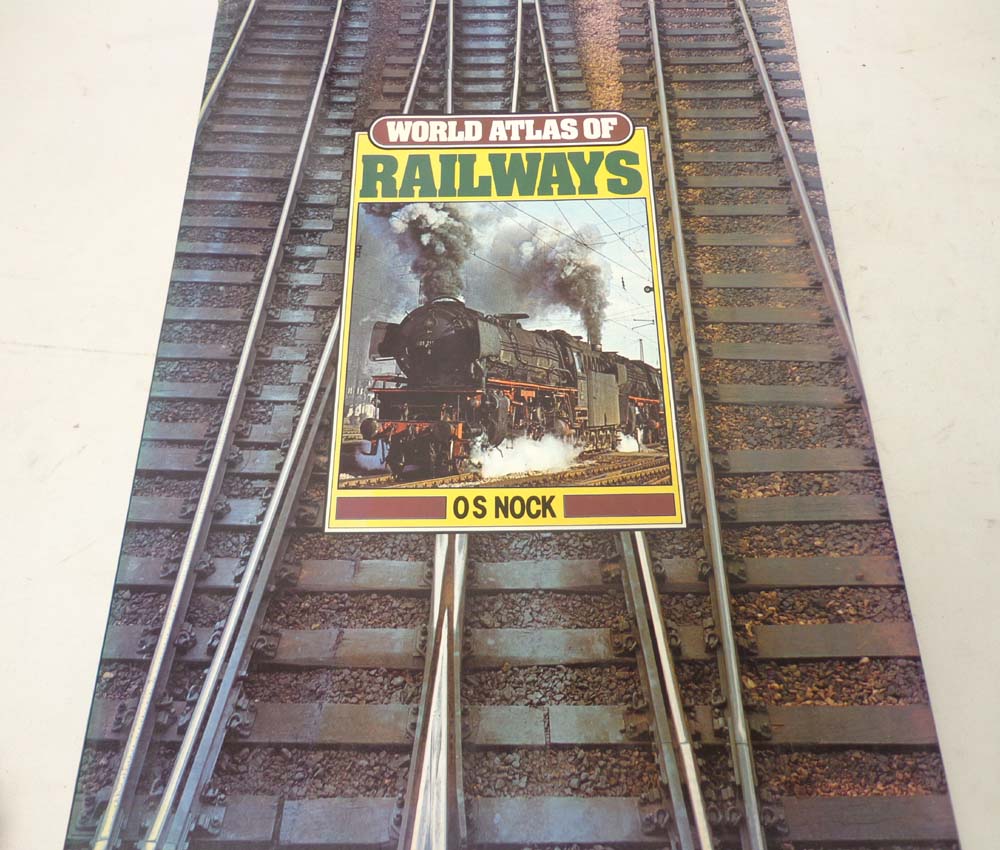 WORLD ATLAS OF
RAILWAYS
O S NOCK